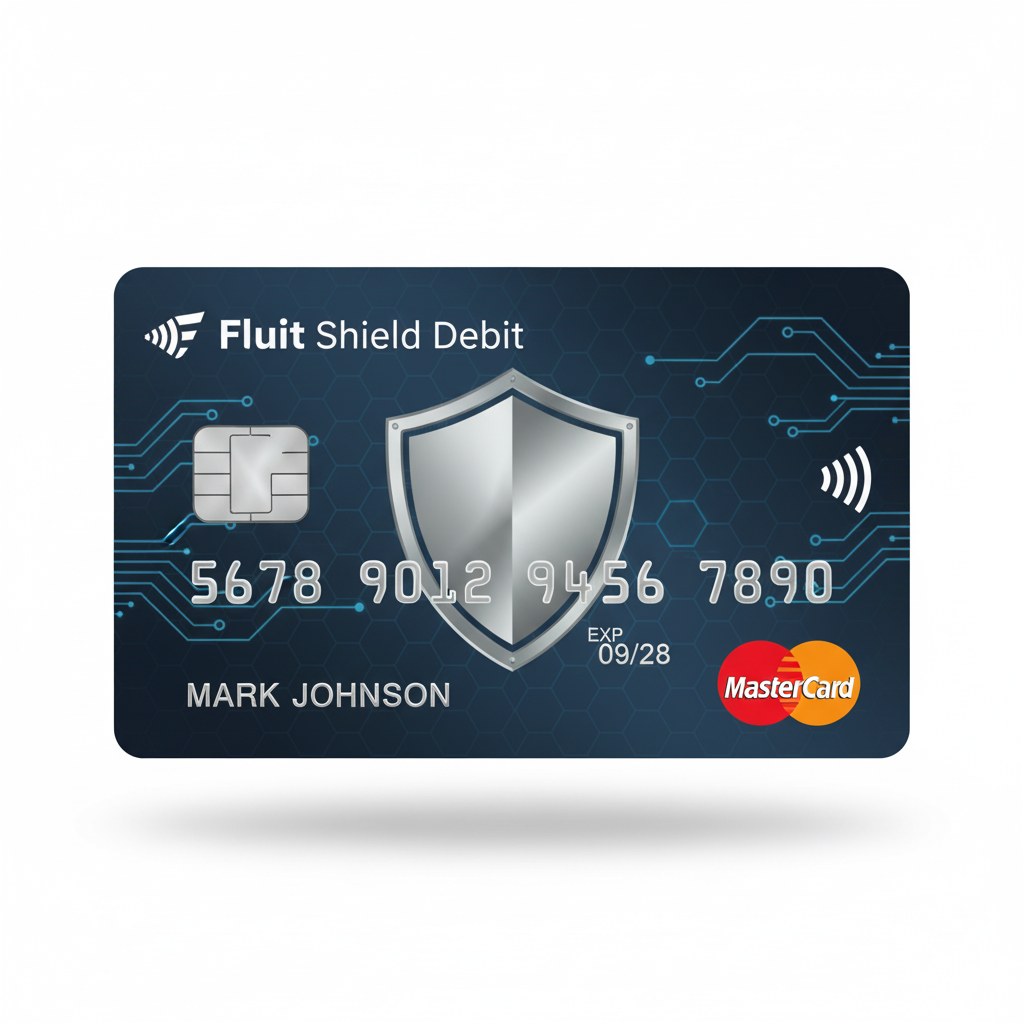 Fluit Shield Debit
5678 9012 9456 7890
EXP
09/28
MARK JOHNSON
MasterCard